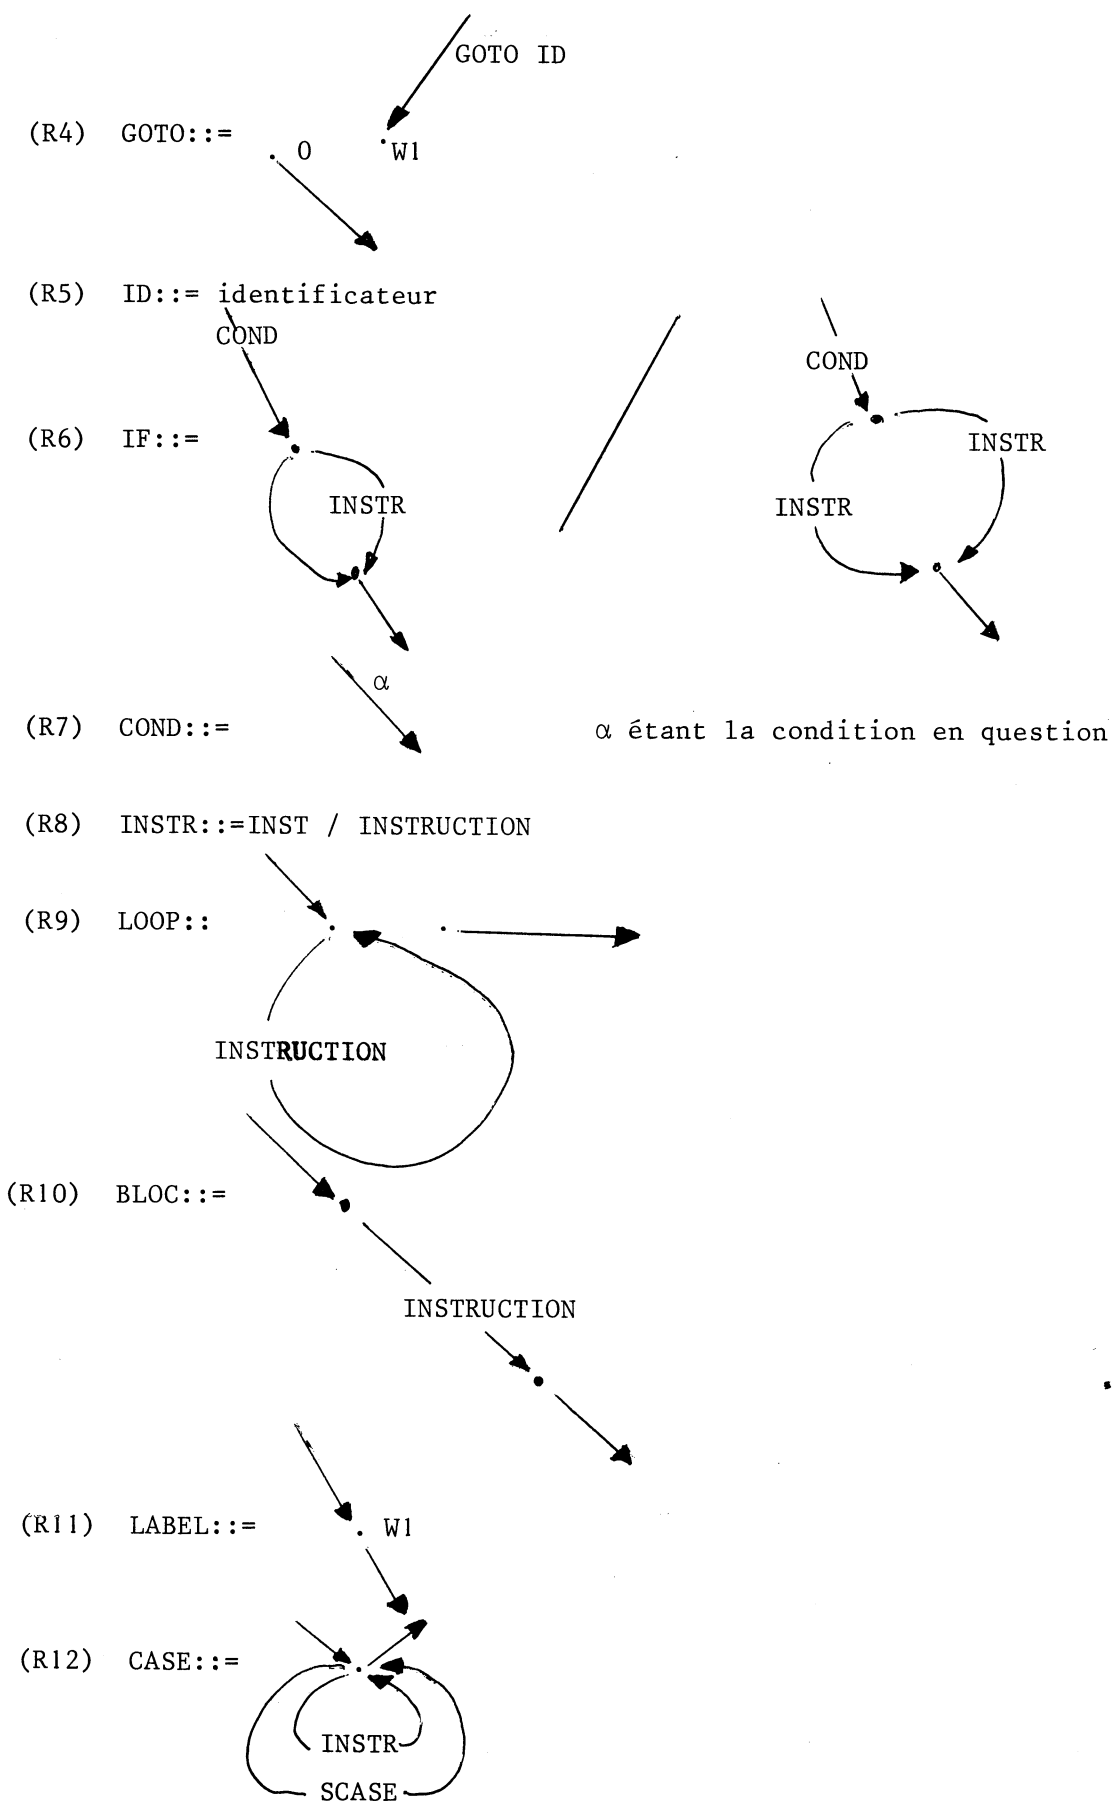 GOTO ID
(R4) GOTO::= 0 W1
(R5) ID::= identificateur
COND
COND
(R6) IF::=
INSTR
INSTR
INSTR
α
(R7) COND::= α étant la condition en question
(R8) INSTR::=INST / INSTRUCTION
(R9) LOOP::
INSTRUCTION
(R10) BLOC::=
INSTRUCTION
(R11) LABEL::= W1
(R12) CASE::=
INSTR
SCASE